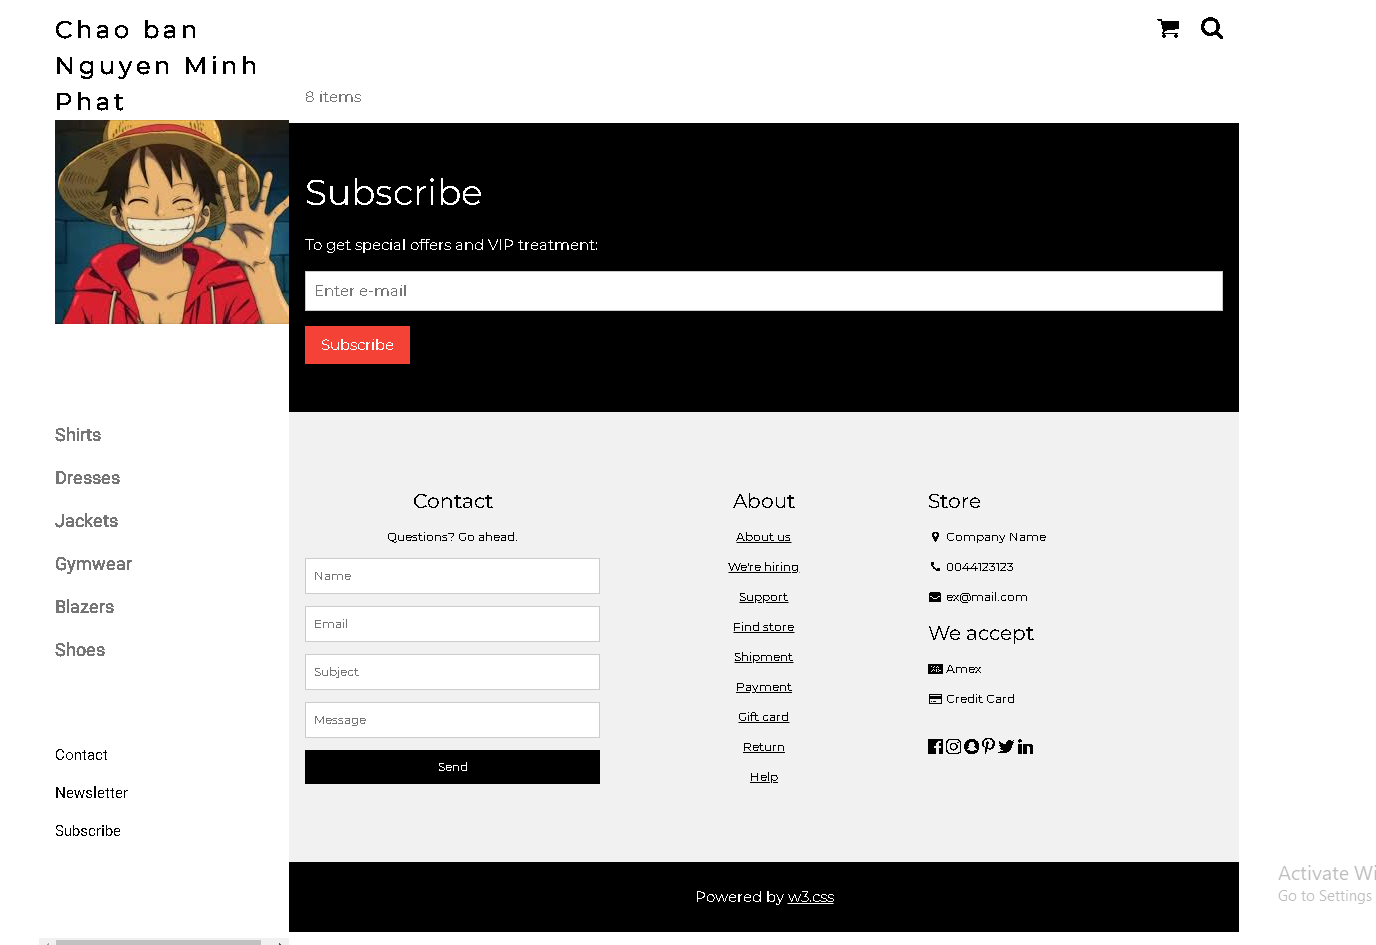 Chao ban
Nguyen Minh
Phat
8 items
Subscribe
To get special offers and VIP treatment:
Enter e-mail
Subscribe
Shirts
Dresses
Jackets
Gymwear
Blazers
Shoes
Contact
Newsletter
Subscribe
Contact
Questions? Go ahead.
Name
Email
Subject
Message
Send
About
About us
We're hiring
Support
Find store
Shipment
Payment
Gift card
Return
Help
Store
Company Name
0044123123
ex@mail.com
We accept
Amex
Credit Card
Powered by w3.css
Activate Wi
Go to Settings